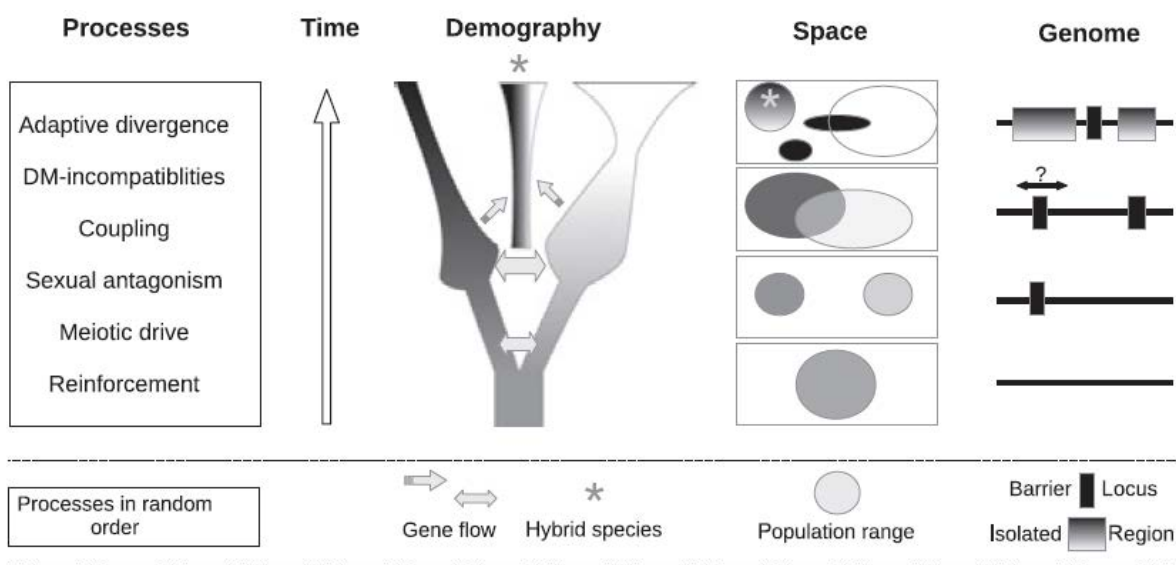 Processes
Time
Demography
Space
Genome
Adaptive divergence
DM-incompatiblities
Coupling
Sexual antagonism
Meiotic drive
Reinforcement
*
*
?
Processes in random
order
Gene flow
*
Hybrid species
Population range
Barrier Locus
Isolated Region